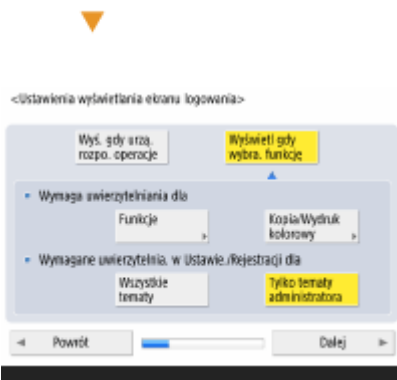 <Ustawienia wyświetlania ekranu logowania>
Wyś. gdy urzą.
rozpo. operacje
Wyświetl gdy
wybra. funkcję
Wymaga uwierzytelniania dla
Funkcje
Kopia/Wydruk
kolorowy
Wymagane uwierzytelnia. w Ustawie./Rejestracji dla
Wszystkie
tematy
Tylko tematy
administratora
Powrót
Dalej